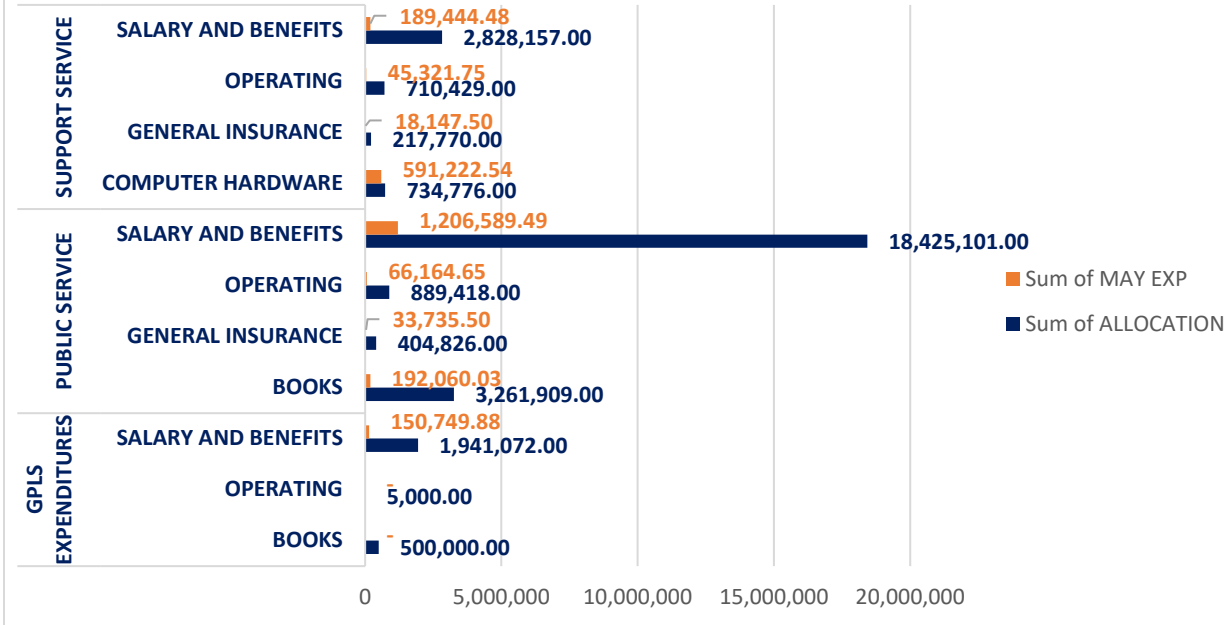 SUPPORT SERVICE
SALARY AND BENEFITS
189,444.48
2,828,157.00
OPERATING
45,321.75
710,429.00
GENERAL INSURANCE
18,147.50
217,770.00
COMPUTER HARDWARE
591,222.54
734,776.00
PUBLIC SERVICE
SALARY AND BENEFITS
1,206,589.49
18,425,101.00
OPERATING
66,164.65
889,418.00
GENERAL INSURANCE
33,735.50
404,826.00
BOOKS
192,060.03
3,261,909.00
GPLS
EXPENDITURES
SALARY AND BENEFITS
150,749.88
1,941,072.00
OPERATING
-
5,000.00
BOOKS
-
500,000.00
0 5,000,000 10,000,000 15,000,000 20,000,000
Sum of MAY EXP
Sum of ALLOCATION